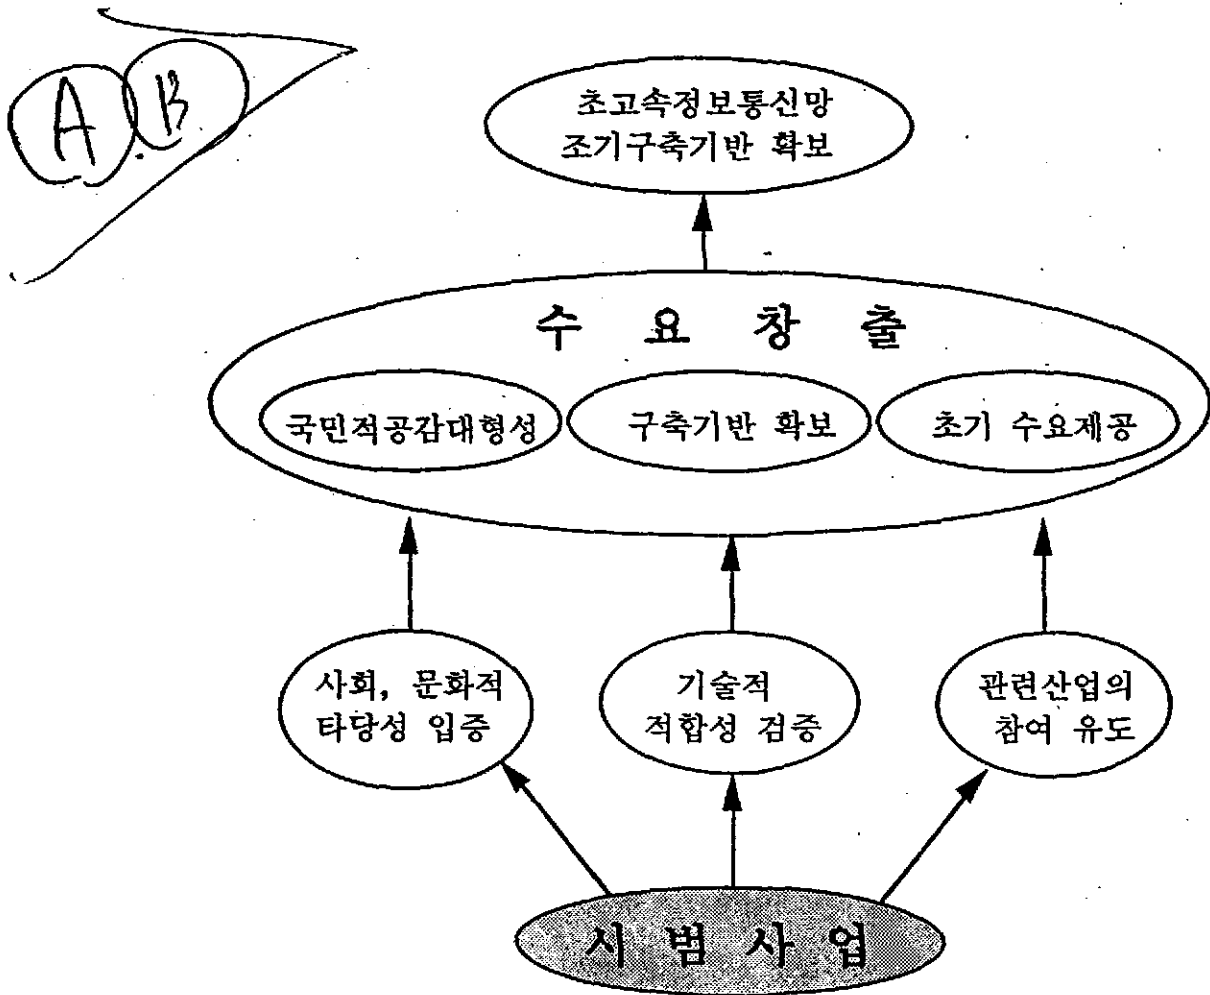 A B
초고속정보통신망
조기구축기반 확보
수 요 창 출
국민적공감대형성
구축기반 확보
초기 수요제공
사회, 문화적
타당성 입증
기술적
적합성 검증
관련산업의
참여 유도
시 범 사 업